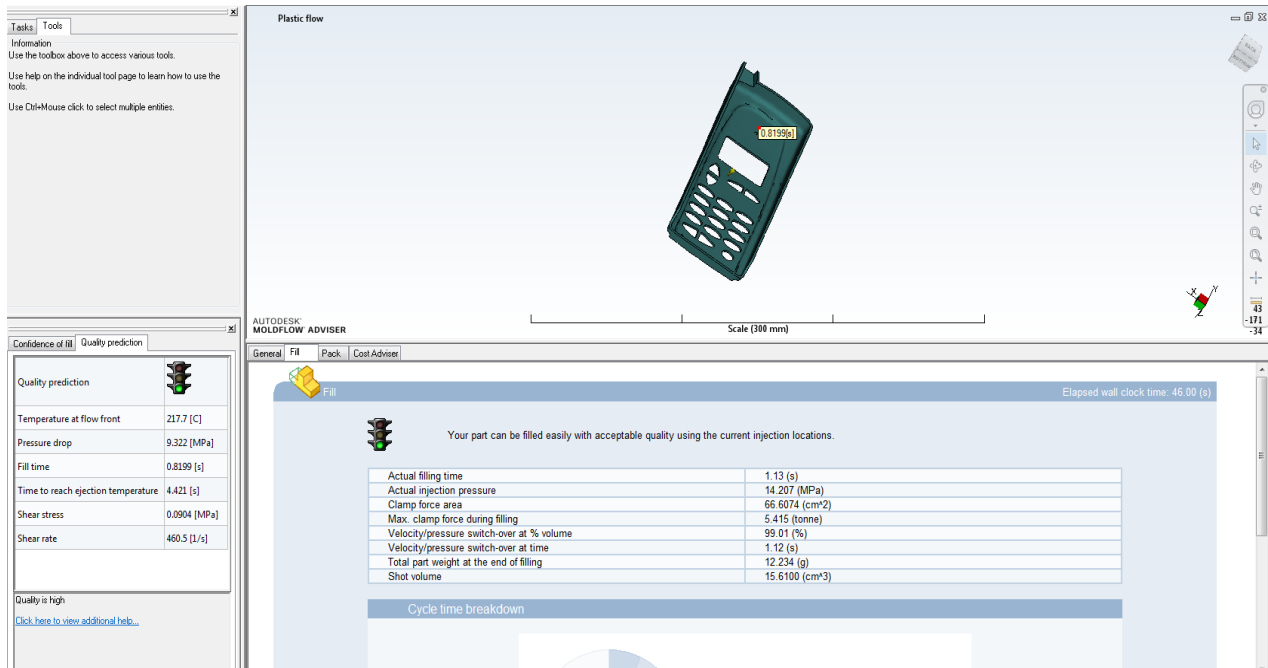 Tasks Tools
Information
Use the toolbox above to access various tools.
Use help on the individual tool page to learn how to use the
tools.
Use Ctrl+Mouse click to select multiple entities.
Plastic flow
0.8199[s]
BACK
X Y
Z
43
-171
-34
AUTODESK'
MOLDFLOW' ADVISER
Scale (300 mm)
Confidence of fill Quality prediction
Quality prediction
Temperature at flow front 217.7 [C]
Pressure drop 9.322 [MPa]
Fill time 0.8199 [s]
Time to reach ejection temperature 4.421 [s]
Shear stress 0.0904 [MPa]
Shear rate 460.5 [1/s]
Quality is high
Click here to view additional help...
General Fill Pack Cost Adviser
Fill Elapsed wall clock time: 46.00 (s)
Your part can be filled easily with acceptable quality using the current injection locations.
Actual filling time 1.13 (s)
Actual injection pressure 14.207 (MPa)
Clamp force area 66.6074 (cm^2)
Max. clamp force during filling 5.415 (tonne)
Velocity/pressure switch-over at % volume 99.01 (%)
Velocity/pressure switch-over at time 1.12 (s)
Total part weight at the end of filling 12.234 (g)
Shot volume 15.6100 (cm^3)
Cycle time breakdown